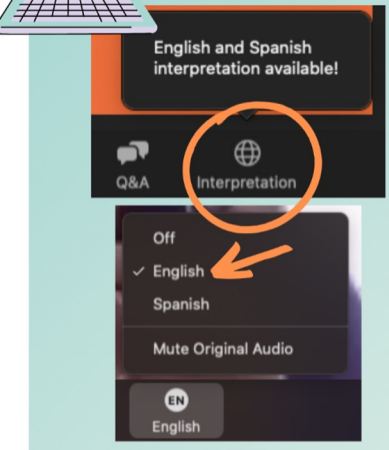 English and Spanish
interpretation available!
Q&A
Interpretation
Off
✓ English
Spanish
Mute Original Audio
EN
English